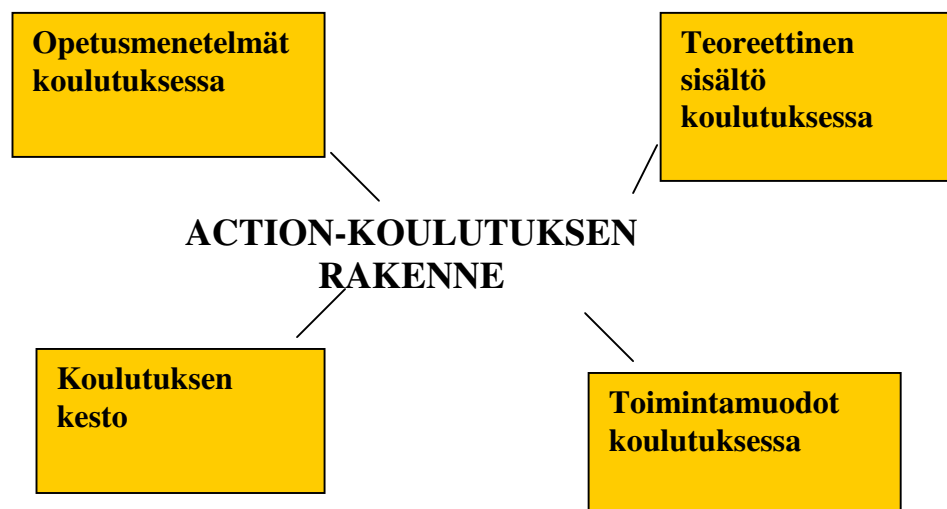 Opetusmenetelmät
koulutuksessa
Teoreettinen
sisältö
koulutuksessa
ACTION-KOULUTUKSEN
RAKENNE
Koulutuksen
kesto
Toimintamuodot
koulutuksessa